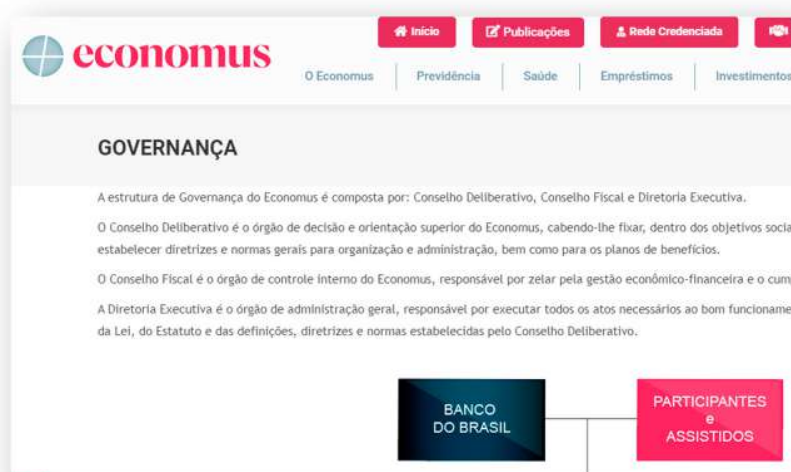 economus
Início
Publicações
Rede Credenciada
O Economus
Previdência
Saúde
Empréstimos
Investimentos
GOVERNANÇA
A estrutura de Governança do Economus é composta por: Conselho Deliberativo, Conselho Fiscal e Diretoria Executiva.
O Conselho Deliberativo é o órgão de decisão e orientação superior do Economus, cabendo-lhe fixar, dentro dos objetivos socia
estabelecer diretrizes e normas gerais para organização e administração, bem como para os planos de benefícios.
O Conselho Fiscal é o órgão de controle interno do Economus, responsável por zelar pela gestão econômico-financeira e o cum
A Diretoria Executiva é o órgão de administração geral, responsável por executar todos os atos necessários ao bom funcioname
da Lei, do Estatuto e das definições, diretrizes e normas estabelecidas pelo Conselho Deliberativo.
BANCO
DO BRASIL
PARTICIPANTES
e
ASSISTIDOS